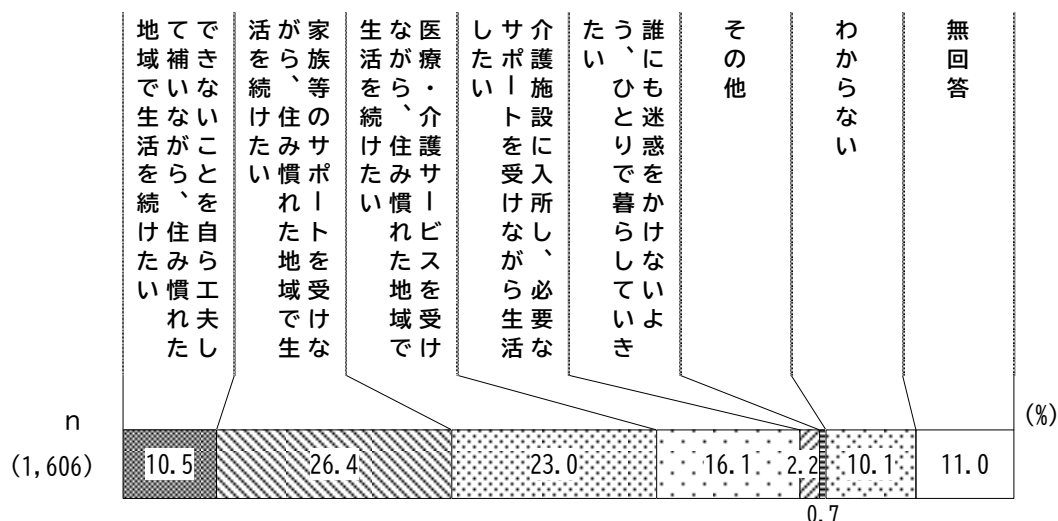 できないことを自ら工夫し
て補いながら、住み慣れた
地域で生活を続けたい
家族等のサポートを受けな
がら、住み慣れた地域で生
活を続けたい
医療・介護サービスを受け
ながら、住み慣れた地域で
生活を続けたい
介護施設に入所し、必要な
サポートを受けながら生活
したい
誰にも迷惑をかけないよ
う、ひとりで暮らしていき
たい
その他
わからない
無回答
n
(%)
(1,606)
10.5
26.4
23.0
16.1
2.2
10.1
11.0
0.7